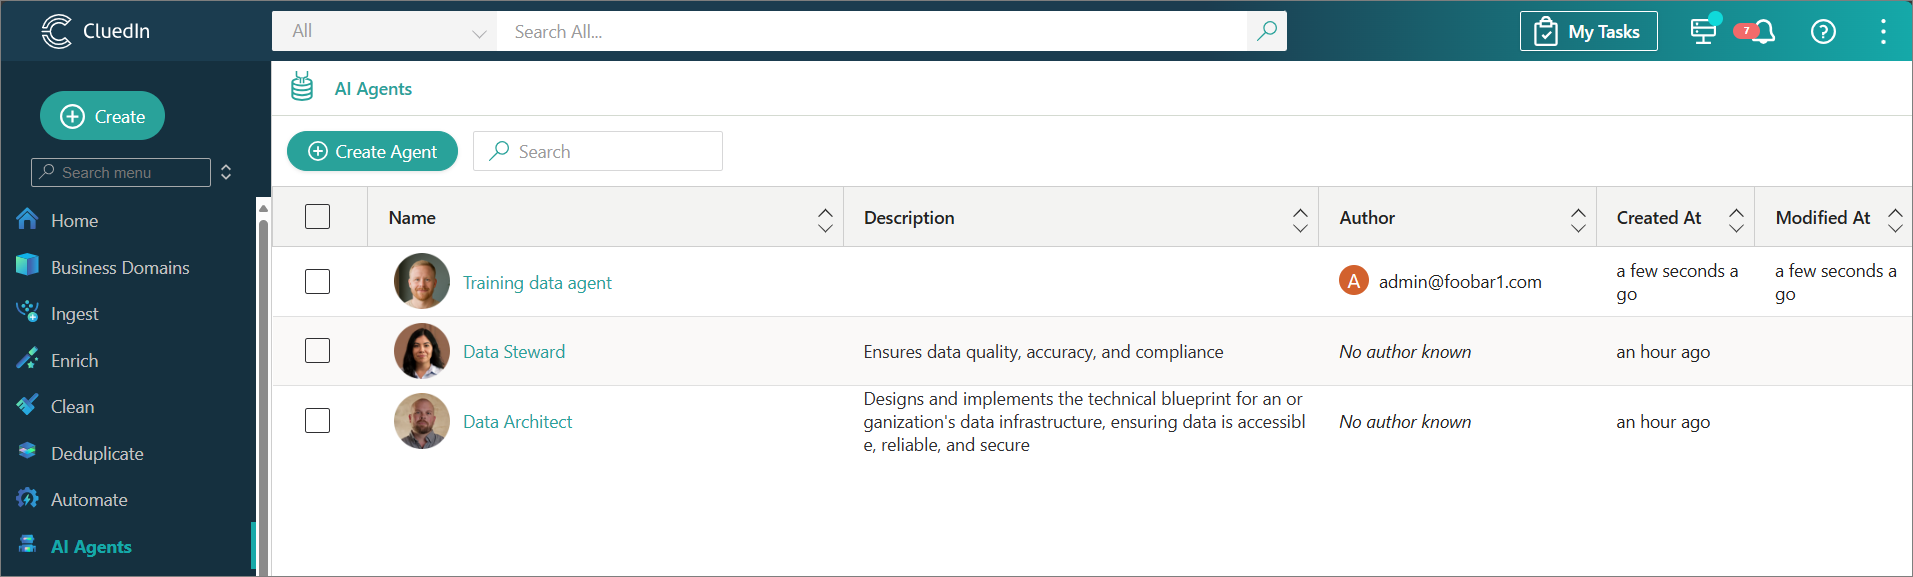 CluedIn
All
Search All...
My Tasks
7
Create
Search menu
Home
Business Domains
Ingest
Enrich
Clean
Deduplicate
Automate
AI Agents
AI Agents
Create Agent
Search
Name
Description
Author
Created At
Modified At
Training data agent
A
admin@foobar1.com
a few seconds a
go
a few seconds a
go
Data Steward
Ensures data quality, accuracy, and compliance
No author known
an hour ago
Data Architect
Designs and implements the technical blueprint for an or
ganization's data infrastructure, ensuring data is accessibl
e, reliable, and secure
No author known
an hour ago